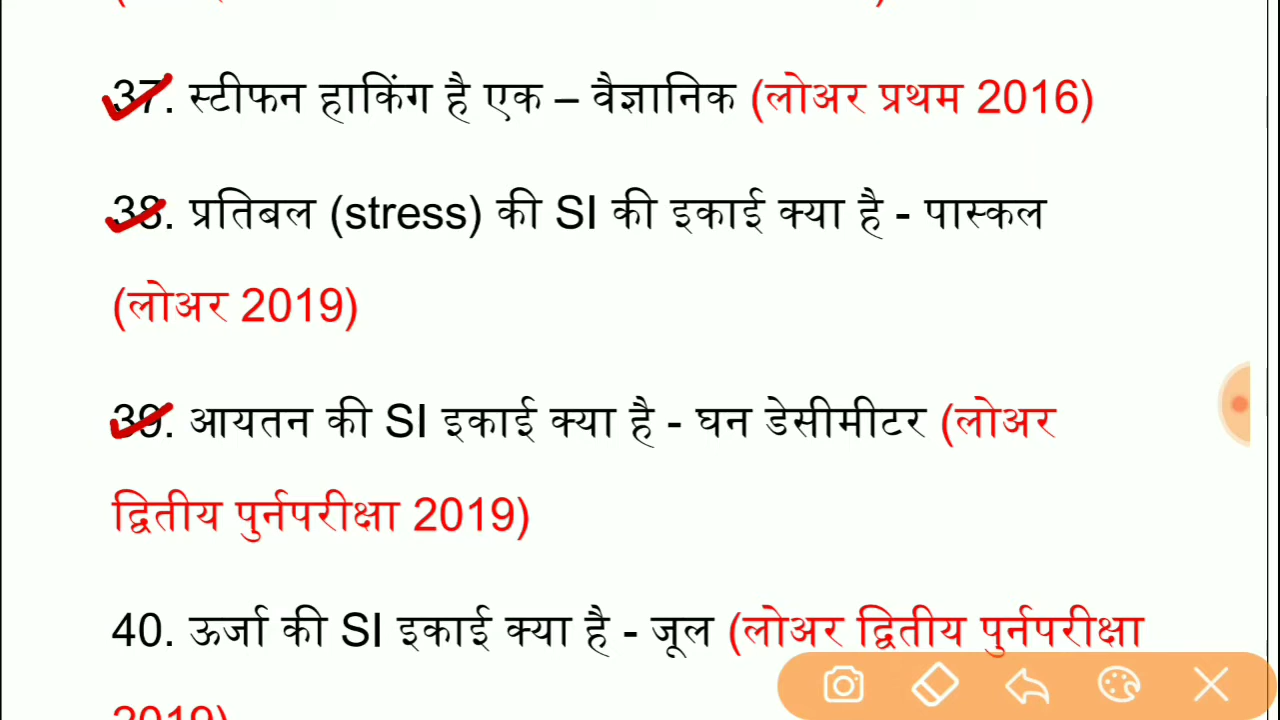 37. स्टीफन हाकिंग है एक – वैज्ञानिक (लोअर प्रथम 2016)
38. प्रतिबल (stress) की SI की इकाई क्या है - पास्कल
(लोअर 2019)
39. आयतन की SI इकाई क्या है - घन डेसीमीटर (लोअर
द्वितीय पुर्नपरीक्षा 2019)
40. ऊर्जा की SI इकाई क्या है - जूल (लोअर द्वितीय पुर्नपरीक्षा
2019)